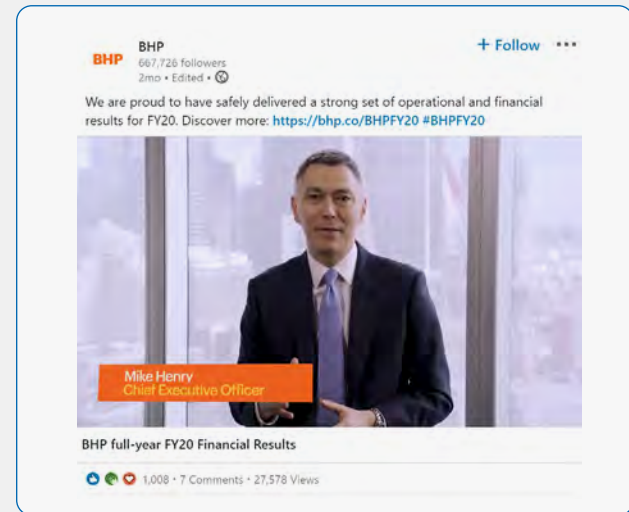 BHP
BHP
667,726 followers
2mo • Edited •
+ Follow •••
We are proud to have safely delivered a strong set of operational and financial
results for FY20. Discover more: https://bhp.co/BHPFY20 #BHPFY20
Mike Henry
Chief Executive Officer
BHP full-year FY20 Financial Results
1,008 • 7 Comments • 27,578 Views